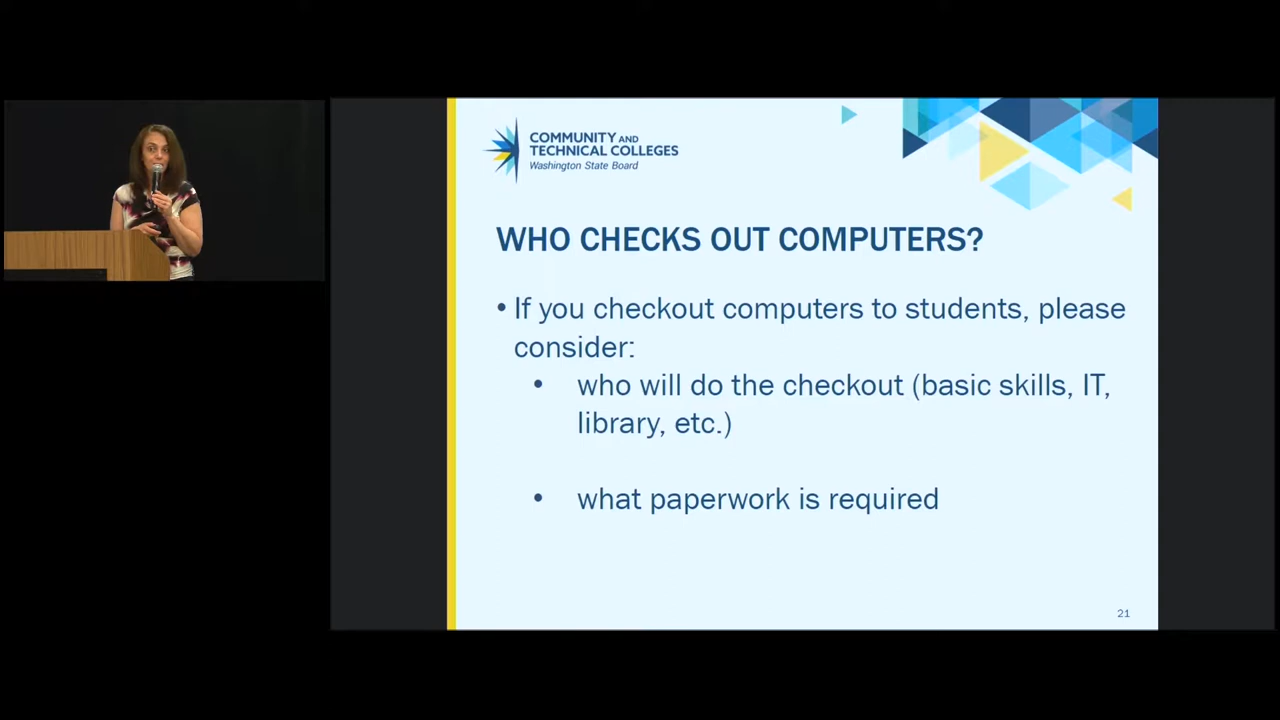 COMMUNITY AND
TECHNICAL COLLEGES
Washington State Board
WHO CHECKS OUT COMPUTERS?
• If you checkout computers to students, please
consider:
• who will do the checkout (basic skills, IT,
library, etc.)
• what paperwork is required
21